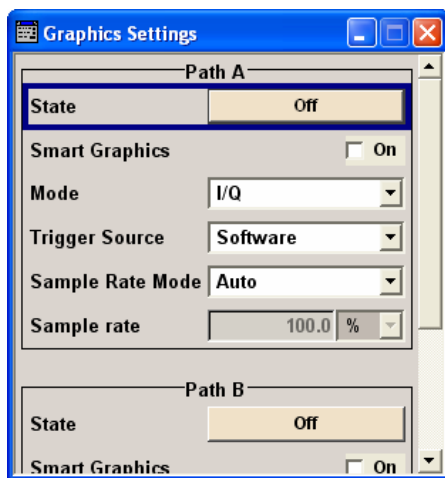 Graphics Settings
Path A
State Off
Smart Graphics On
Mode I/Q
Trigger Source Software
Sample Rate Mode Auto
Sample rate 100.0 %
Path B
State Off
Smart Graphics On